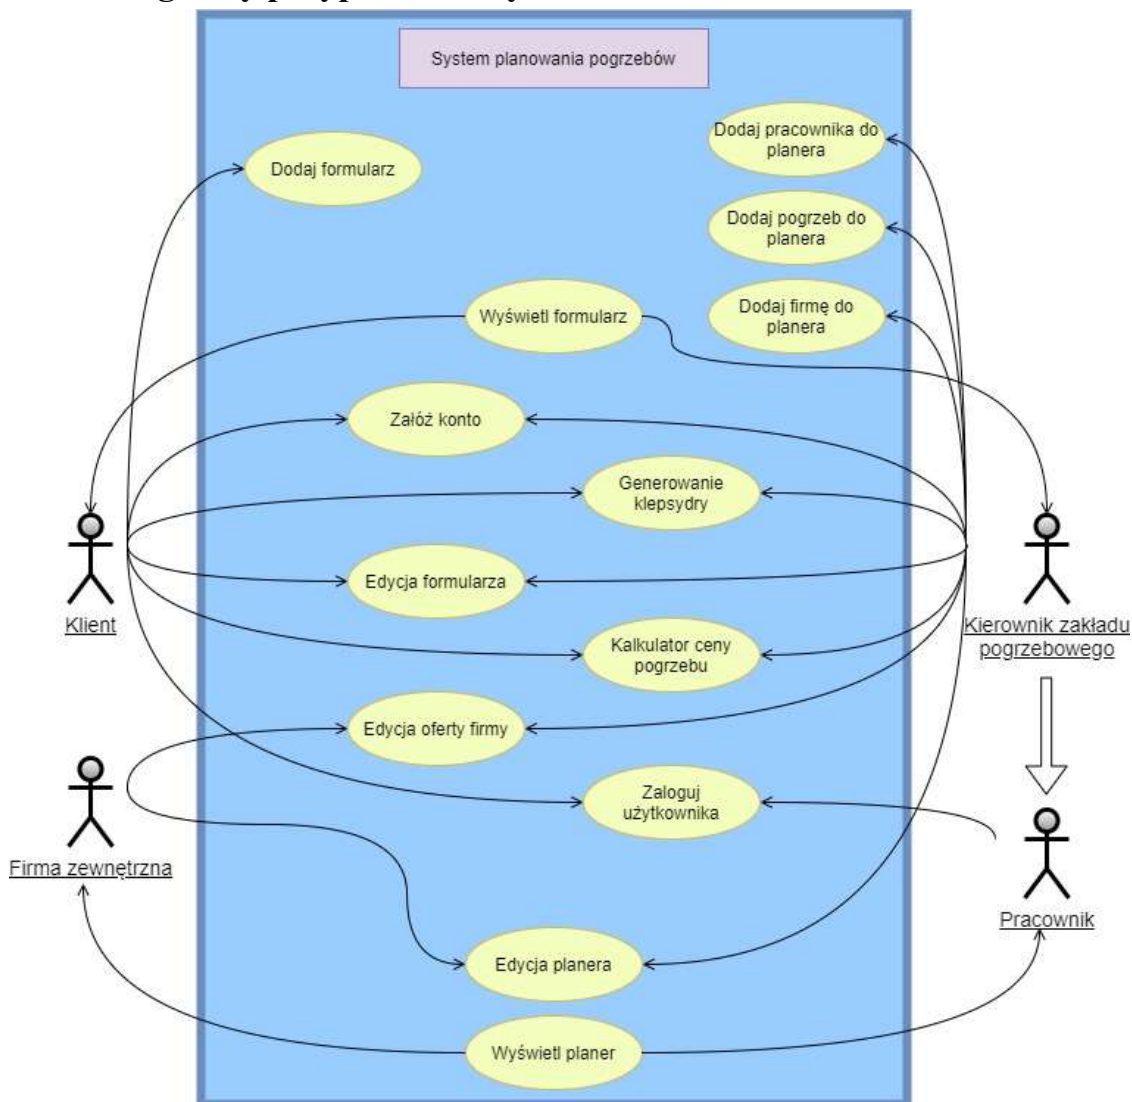 System planowania pogrzebów
Dodaj formularz
Dodaj pracownika do
planera
Dodaj pogrzeb do
planera
Wyświetl formularz
Dodaj firmę do
planera
Załóż konto
Generowanie
klepsydry
Edycja formularza
Klient
Kierownik zakładu
pogrzebowego
Kalkulator ceny
pogrzebu
Edycja oferty firmy
Zaloguj
użytkownika
Firma zewnętrzna
Pracownik
Edycja planera
Wyświetl planer